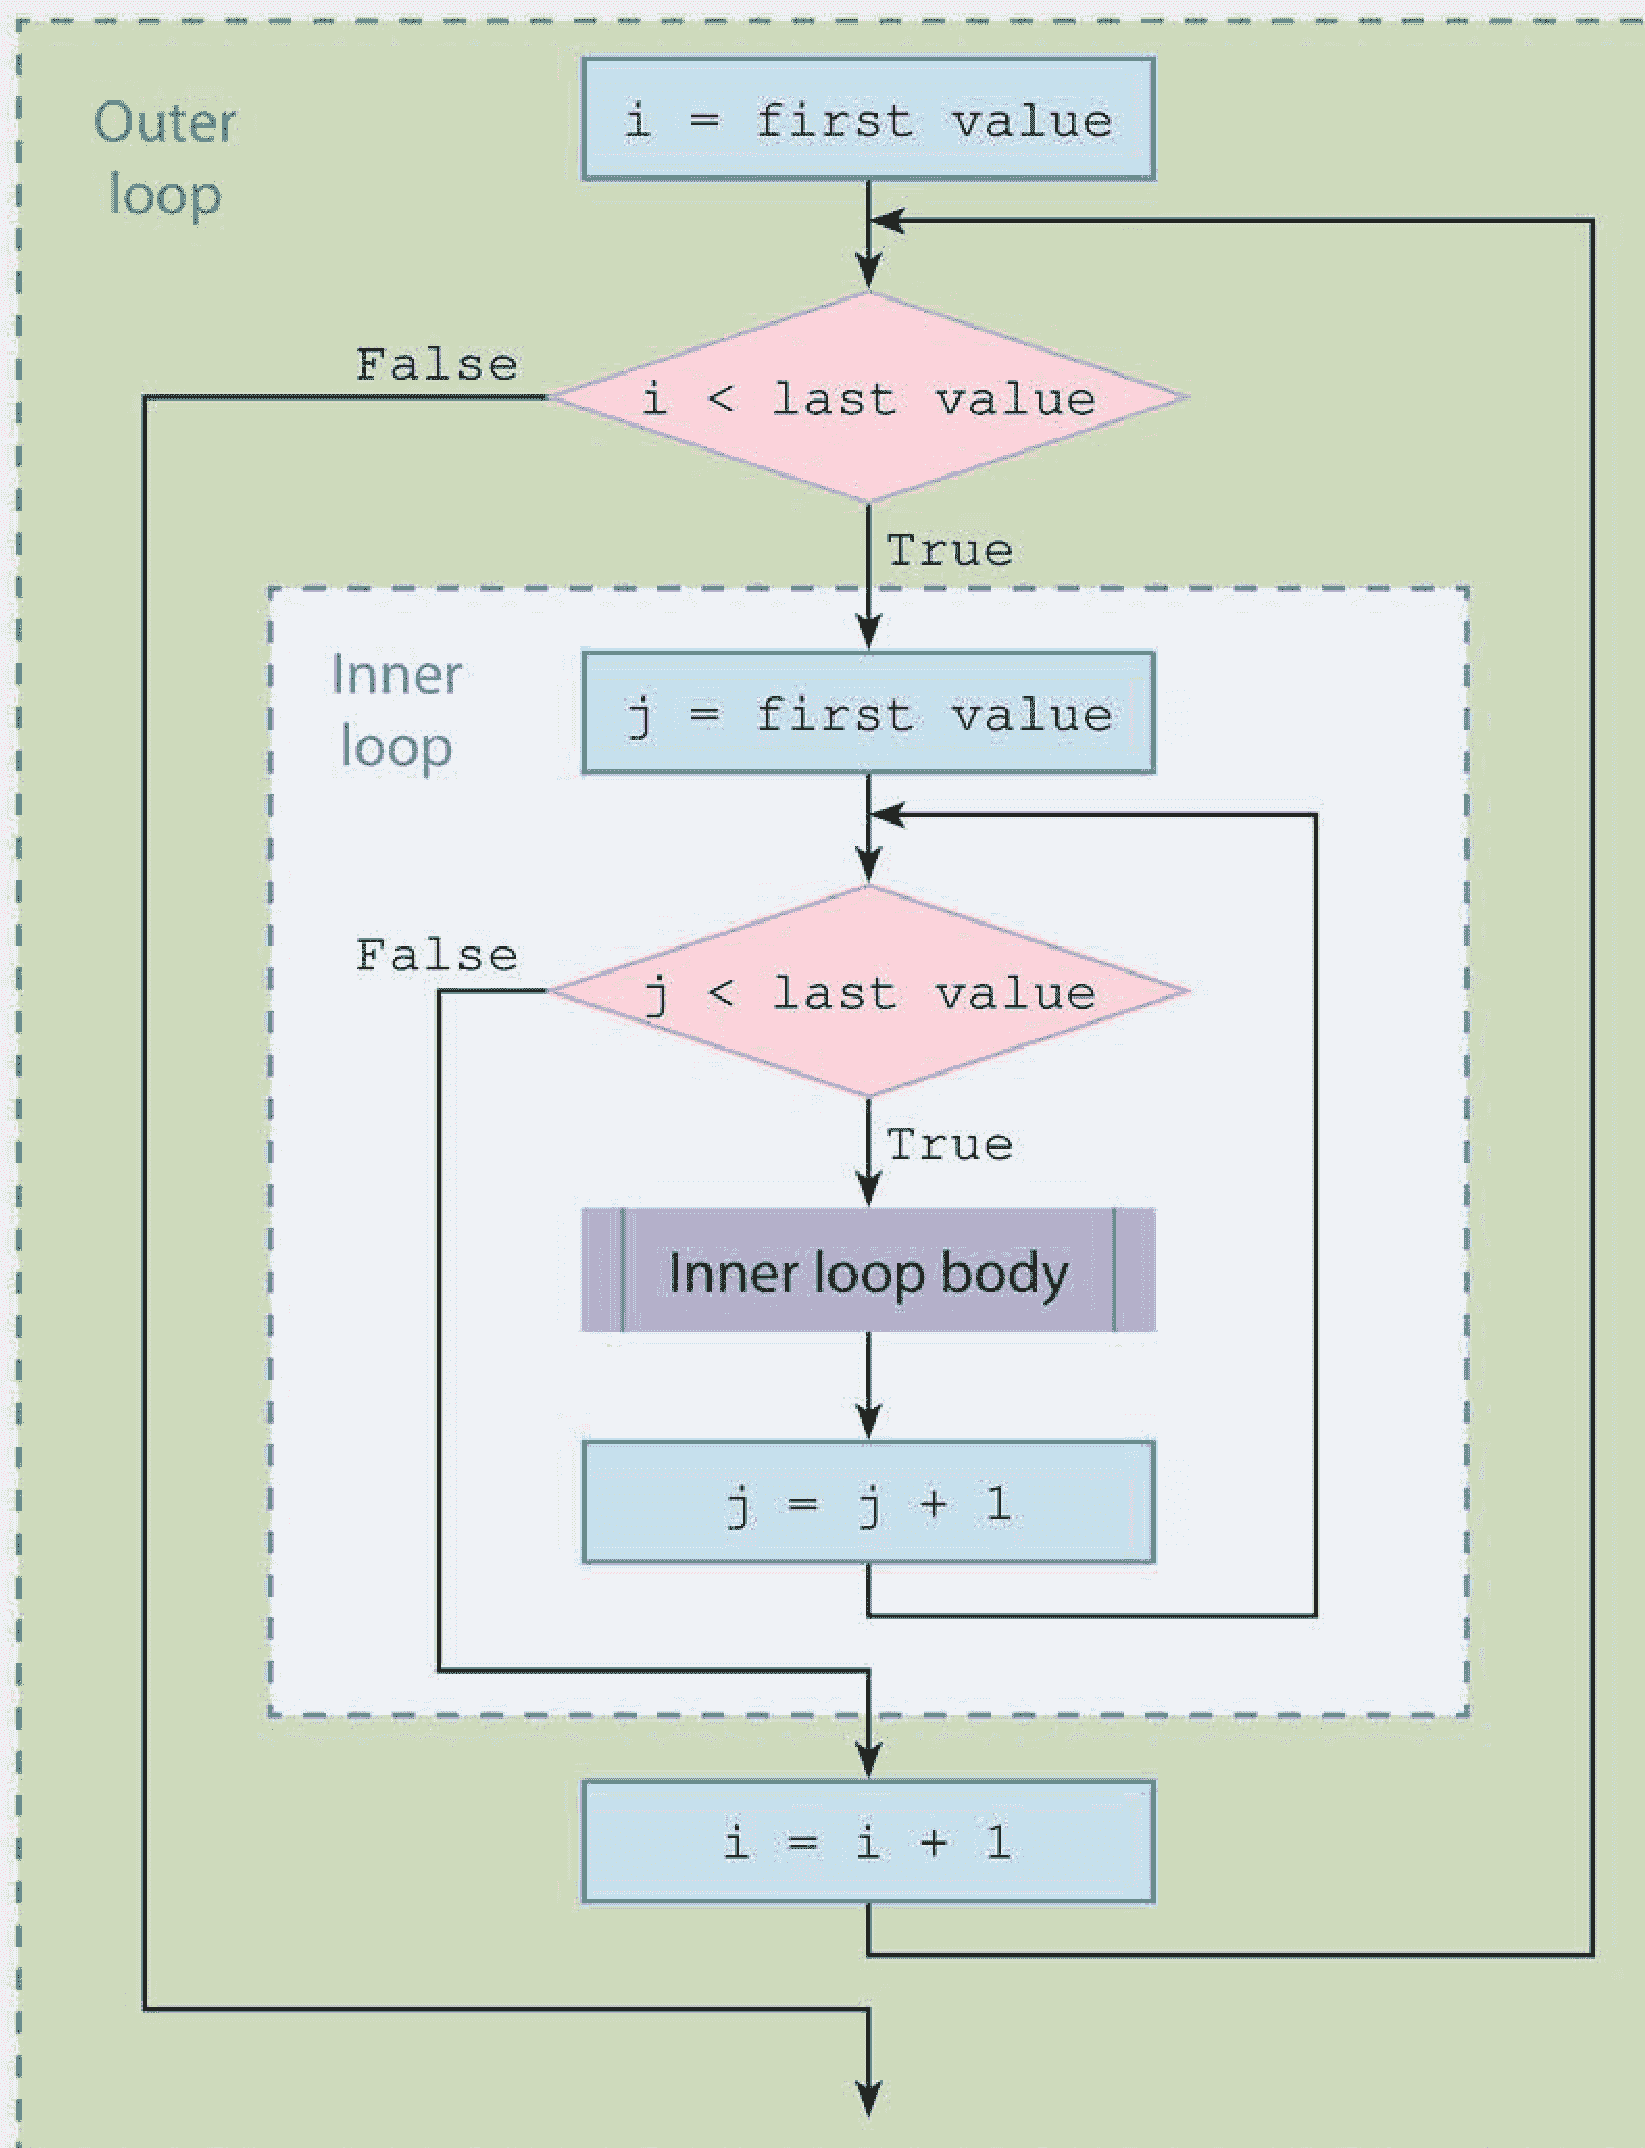 Outer
loop
i = first value
False
i < last value
True
Inner
loop
j = first value
False
j < last value
True
Inner loop body
j = j + 1
i = i + 1